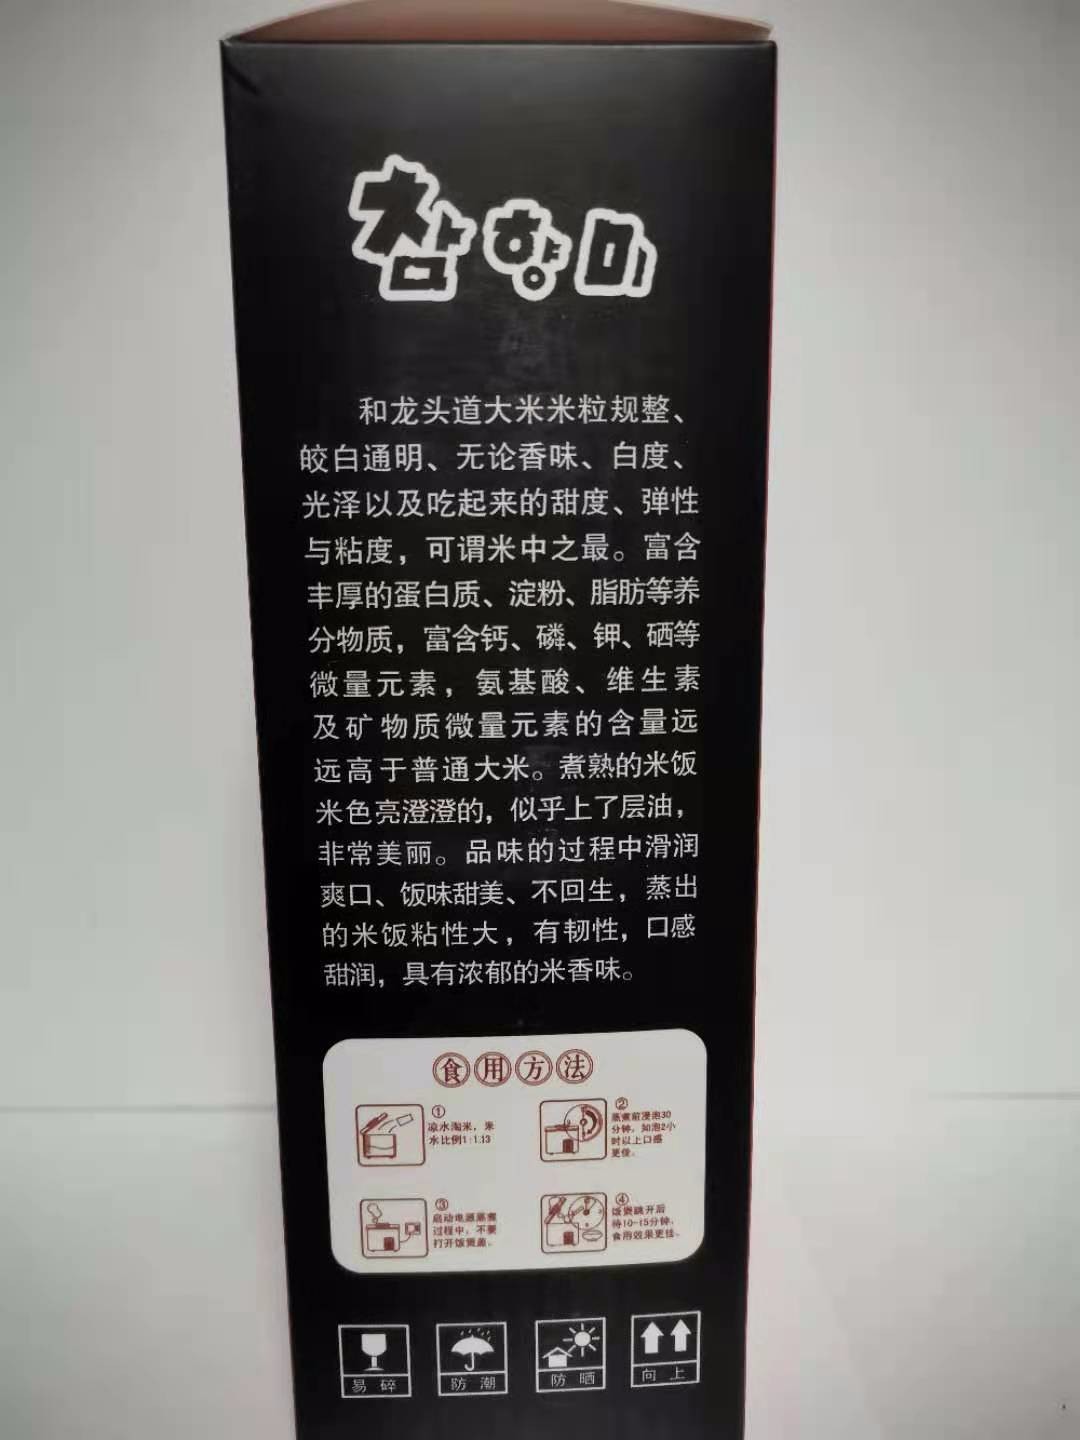 참향미
和龙头道大米米粒规整、
皎白通明、无论香味、白度、
光泽以及吃起来的甜度、弹性
与粘度，可谓米中之最。富含
丰厚的蛋白质、淀粉、脂肪等养
分物质，富含钙、磷、钾、硒等
微量元素，氨基酸、维生素
及矿物质微量元素的含量远
远高于普通大米。煮熟的米饭
米色亮澄澄的，似乎上了层油，
非常美丽。品味的过程中滑润
爽口、饭味甜美、不回生，蒸出
的米饭粘性大，有韧性，口感
甜润，具有浓郁的米香味。
食用方法
①
凉水淘米，米
水比例1:1.13
②
蒸煮前浸泡30
分钟，如泡2小
时以上口感
更佳。
③
启动电源蒸煮
过程中，不要
打开饭煲盖。
④
饭煲跳开后
待10-15分钟，
食用效果更佳。
易碎
防潮
防晒
向上